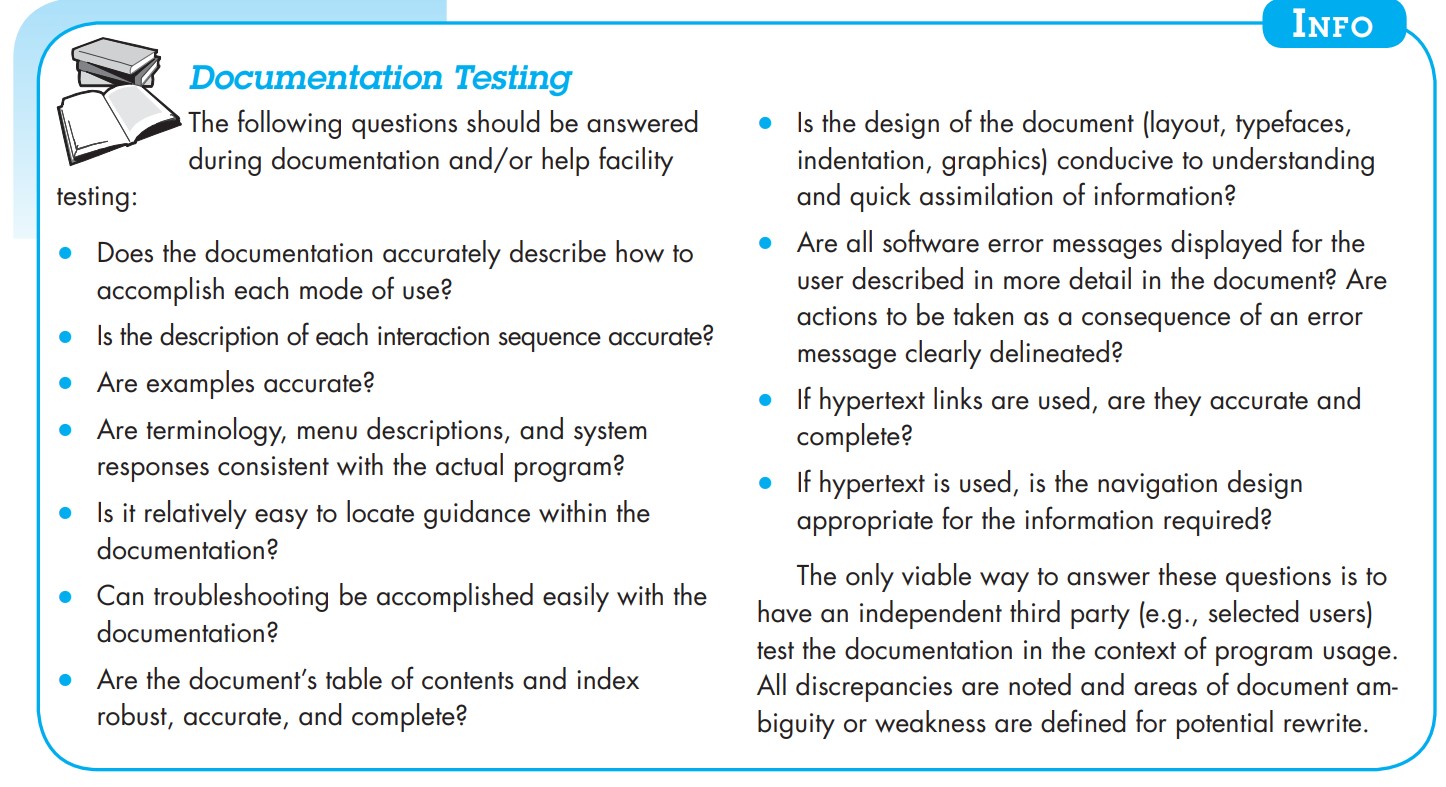 INFO
Documentation Testing
The following questions should be answered
during documentation and/or help facility
testing:
• Does the documentation accurately describe how to
accomplish each mode of use?
• Is the description of each interaction sequence accurate?
• Are examples accurate?
• Are terminology, menu descriptions, and system
responses consistent with the actual program?
• Is it relatively easy to locate guidance within the
documentation?
• Can troubleshooting be accomplished easily with the
documentation?
• Are the document’s table of contents and index
robust, accurate, and complete?
• Is the design of the document (layout, typefaces,
indentation, graphics) conducive to understanding
and quick assimilation of information?
• Are all software error messages displayed for the
user described in more detail in the document? Are
actions to be taken as a consequence of an error
message clearly delineated?
• If hypertext links are used, are they accurate and
complete?
• If hypertext is used, is the navigation design
appropriate for the information required?
The only viable way to answer these questions is to
have an independent third party (e.g., selected users)
test the documentation in the context of program usage.
All discrepancies are noted and areas of document am-
biguity or weakness are defined for potential rewrite.